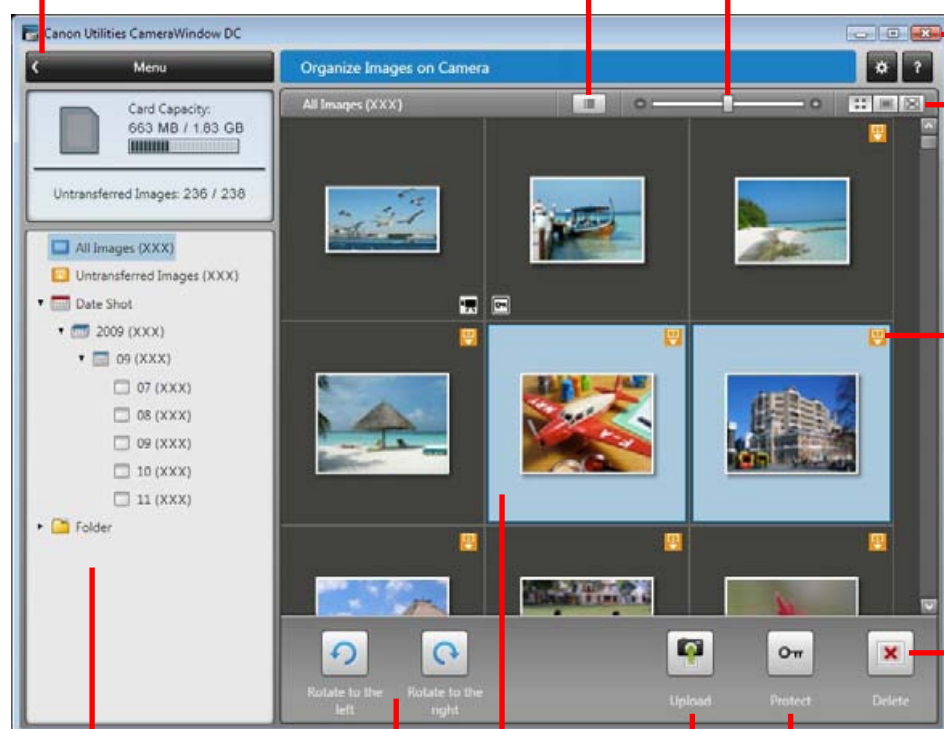 Canon Utilities CameraWindow DC
Menu
Organize Images on Camera
?
Card Capacity:
663 MB / 1.83 GB
Untransferred Images: 236 / 238
All Images (XXX)
All Images (XXX)
Untransferred Images (XXX)
Date Shot
2009 (XXX)
09 (XXX)
07 (XXX)
08 (XXX)
09 (XXX)
10 (XXX)
11 (XXX)
Folder
F-A
Rotate to the
left
Rotate to the
right
Upload
Protect
Delete